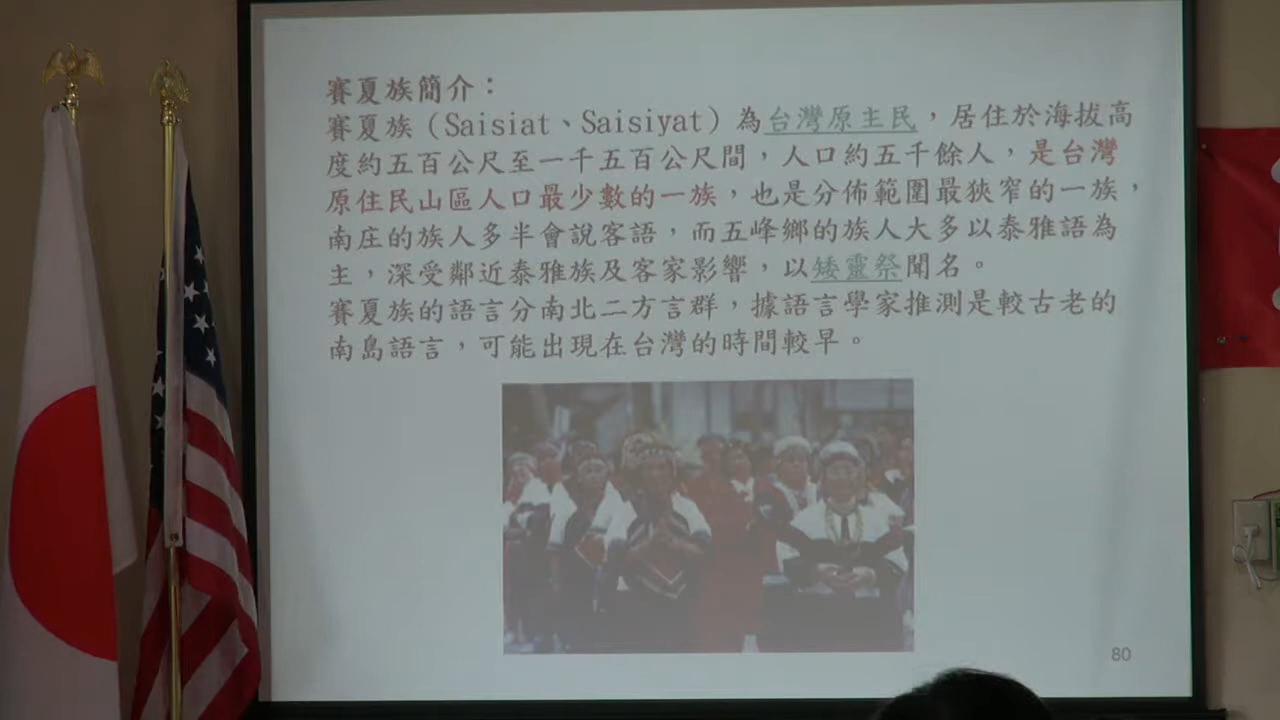 賽夏族簡介：
賽夏族（Saisiat、Saisiyat）為台灣原主民，居住於海拔高
度約五百公尺至一千五百公尺間，人口約五千餘人，是台灣
原住民山區人口最少數的一族，也是分佈範圍最狹窄的一族，
南庄的族人多半會說客語，而五峰鄉的族人大多以泰雅語為
主，深受鄰近泰雅族及客家影響，以矮靈祭聞名。
賽夏族的語言分南北二方言群，據語言學家推測是較古老的
南島語言，可能出現在台灣的時間較早。
80